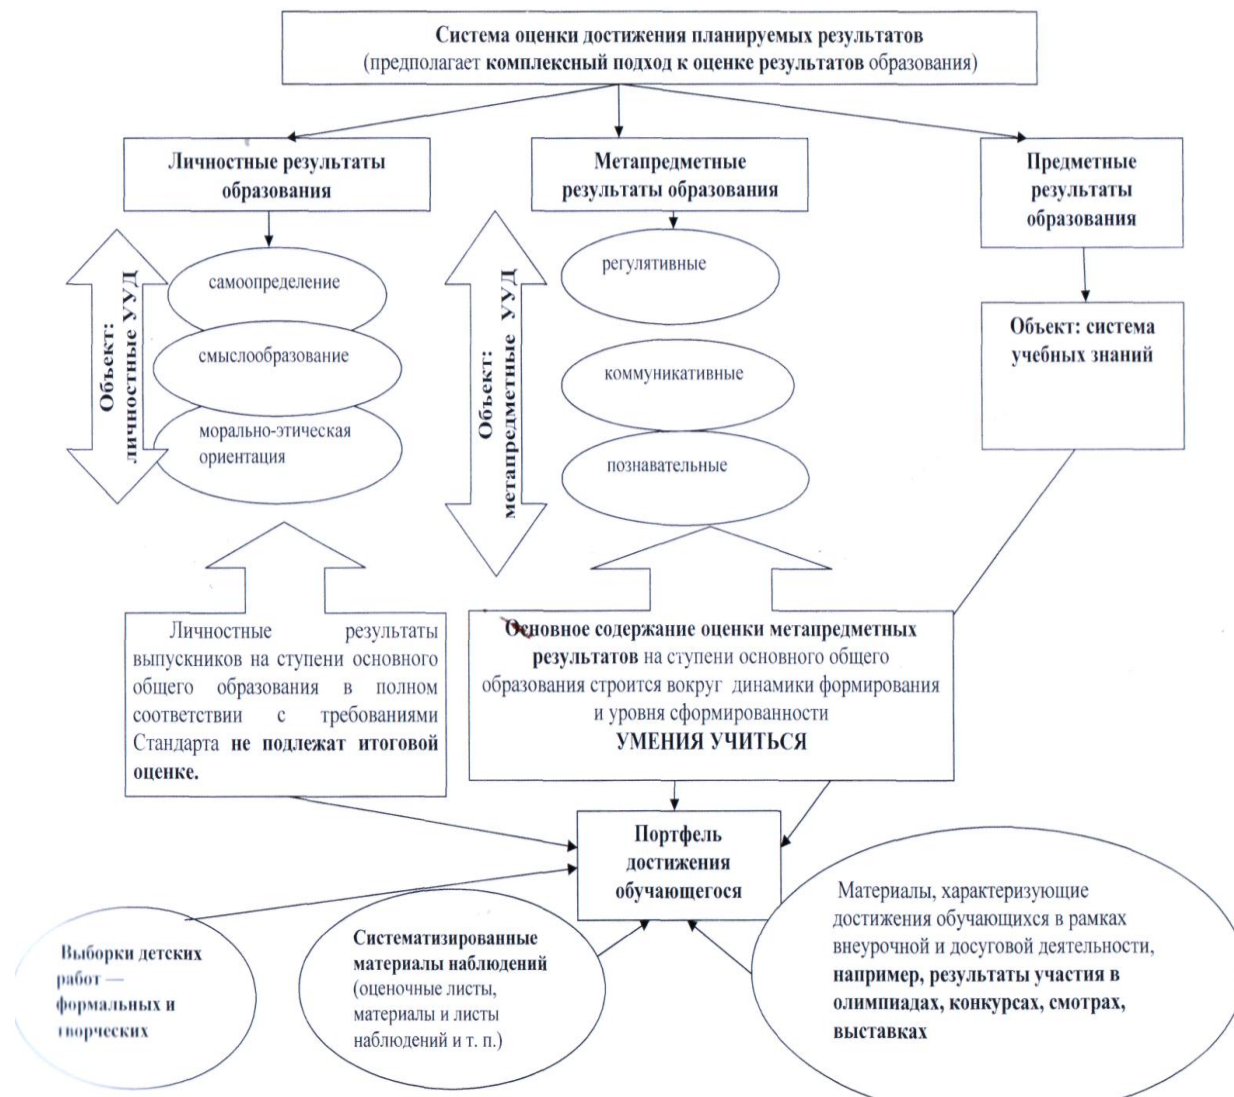 Система оценки достижения планируемых результатов
(предполагает комплексный подход к оценке результатов образования)
Личностные результаты
образования
Метапредметные
результаты образования
Предметные
результаты
образования
Объект:
личностные УУД
самоопределение
смыслообразование
морально-этическая
ориентация
Объект:
метапредметные УУД
регулятивные
коммуникативные
познавательные
Объект: система
учебных знаний
Личностные результаты
выпускников на ступени основного
общего образования в полном
соответствии с требованиями
Стандарта не подлежат итоговой
оценке.
Основное содержание оценки метапредметных
результатов на ступени основного общего
образования строится вокруг динамики формирования
и уровня сформированности
УМЕНИЯ УЧИТЬСЯ
Портфель
достижения
обучающегося
Выборки детских
работ —
формальных и
творческих
Систематизированные
материалы наблюдений
(оценочные листы,
материалы и листы
наблюдений и т. п.)
Материалы, характеризующие
достижения обучающихся в рамках
внеурочной и досуговой деятельности,
например, результаты участия в
олимпиадах, конкурсах, смотрах,
выставках